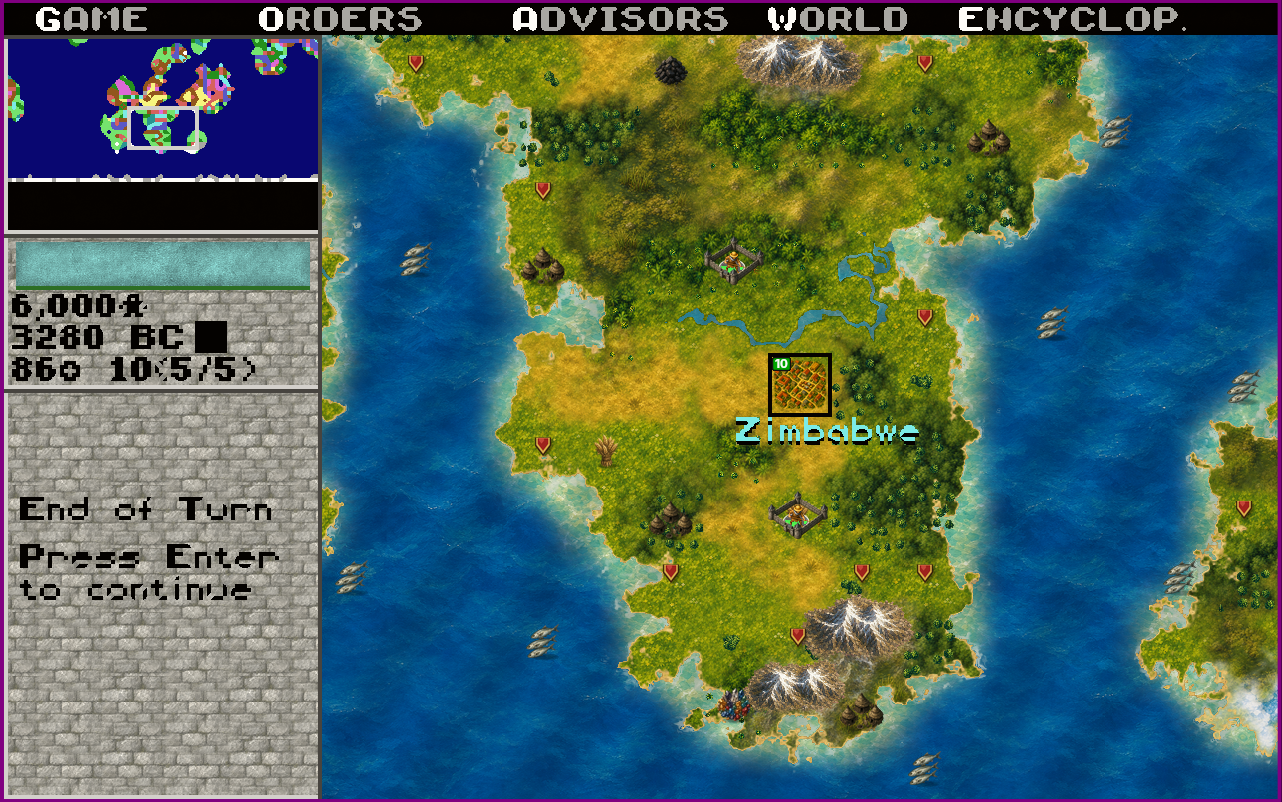 GAME ORDERS ADVISORS WORLD ENCYCLOP.
6,000
3280 BC
86 10(5/5)
10
Zimbabwe
End of Turn
Press Enter
to continue